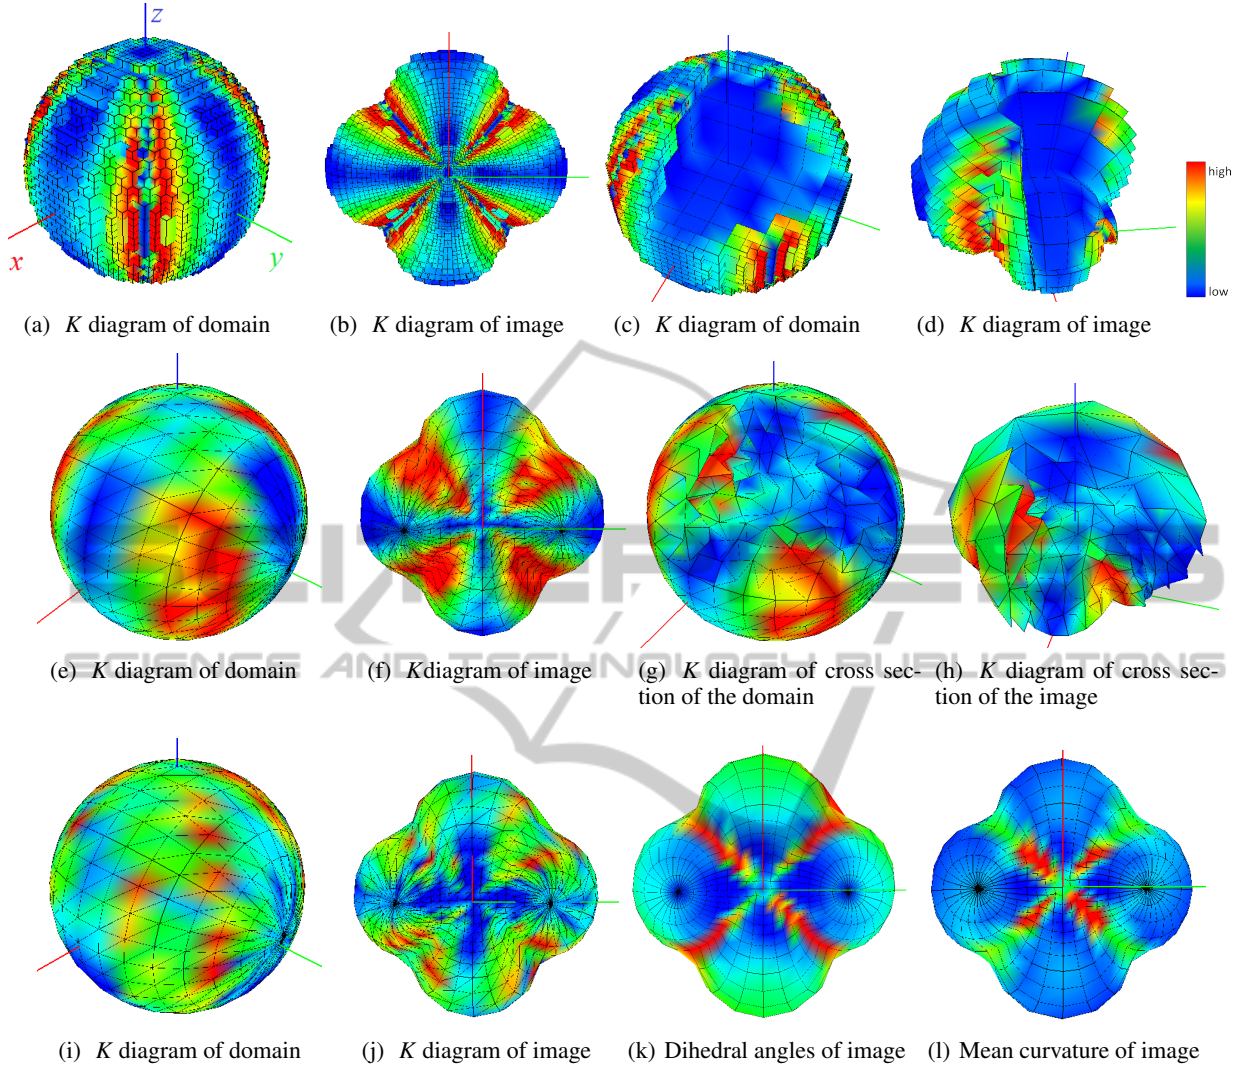 z
x
y
high
low
(a) K diagram of domain
(b) K diagram of image
(c) K diagram of domain
(d) K diagram of image
(e) K diagram of domain
(f) Kdiagram of image
(g) K diagram of cross sec-
tion of the domain
(h) K diagram of cross sec-
tion of the image
SCIENCE AND TECHNOLOGY PUBLICATIONS
(i) K diagram of domain
(j) K diagram of image
(k) Dihedral angles of image
(l) Mean curvature of image